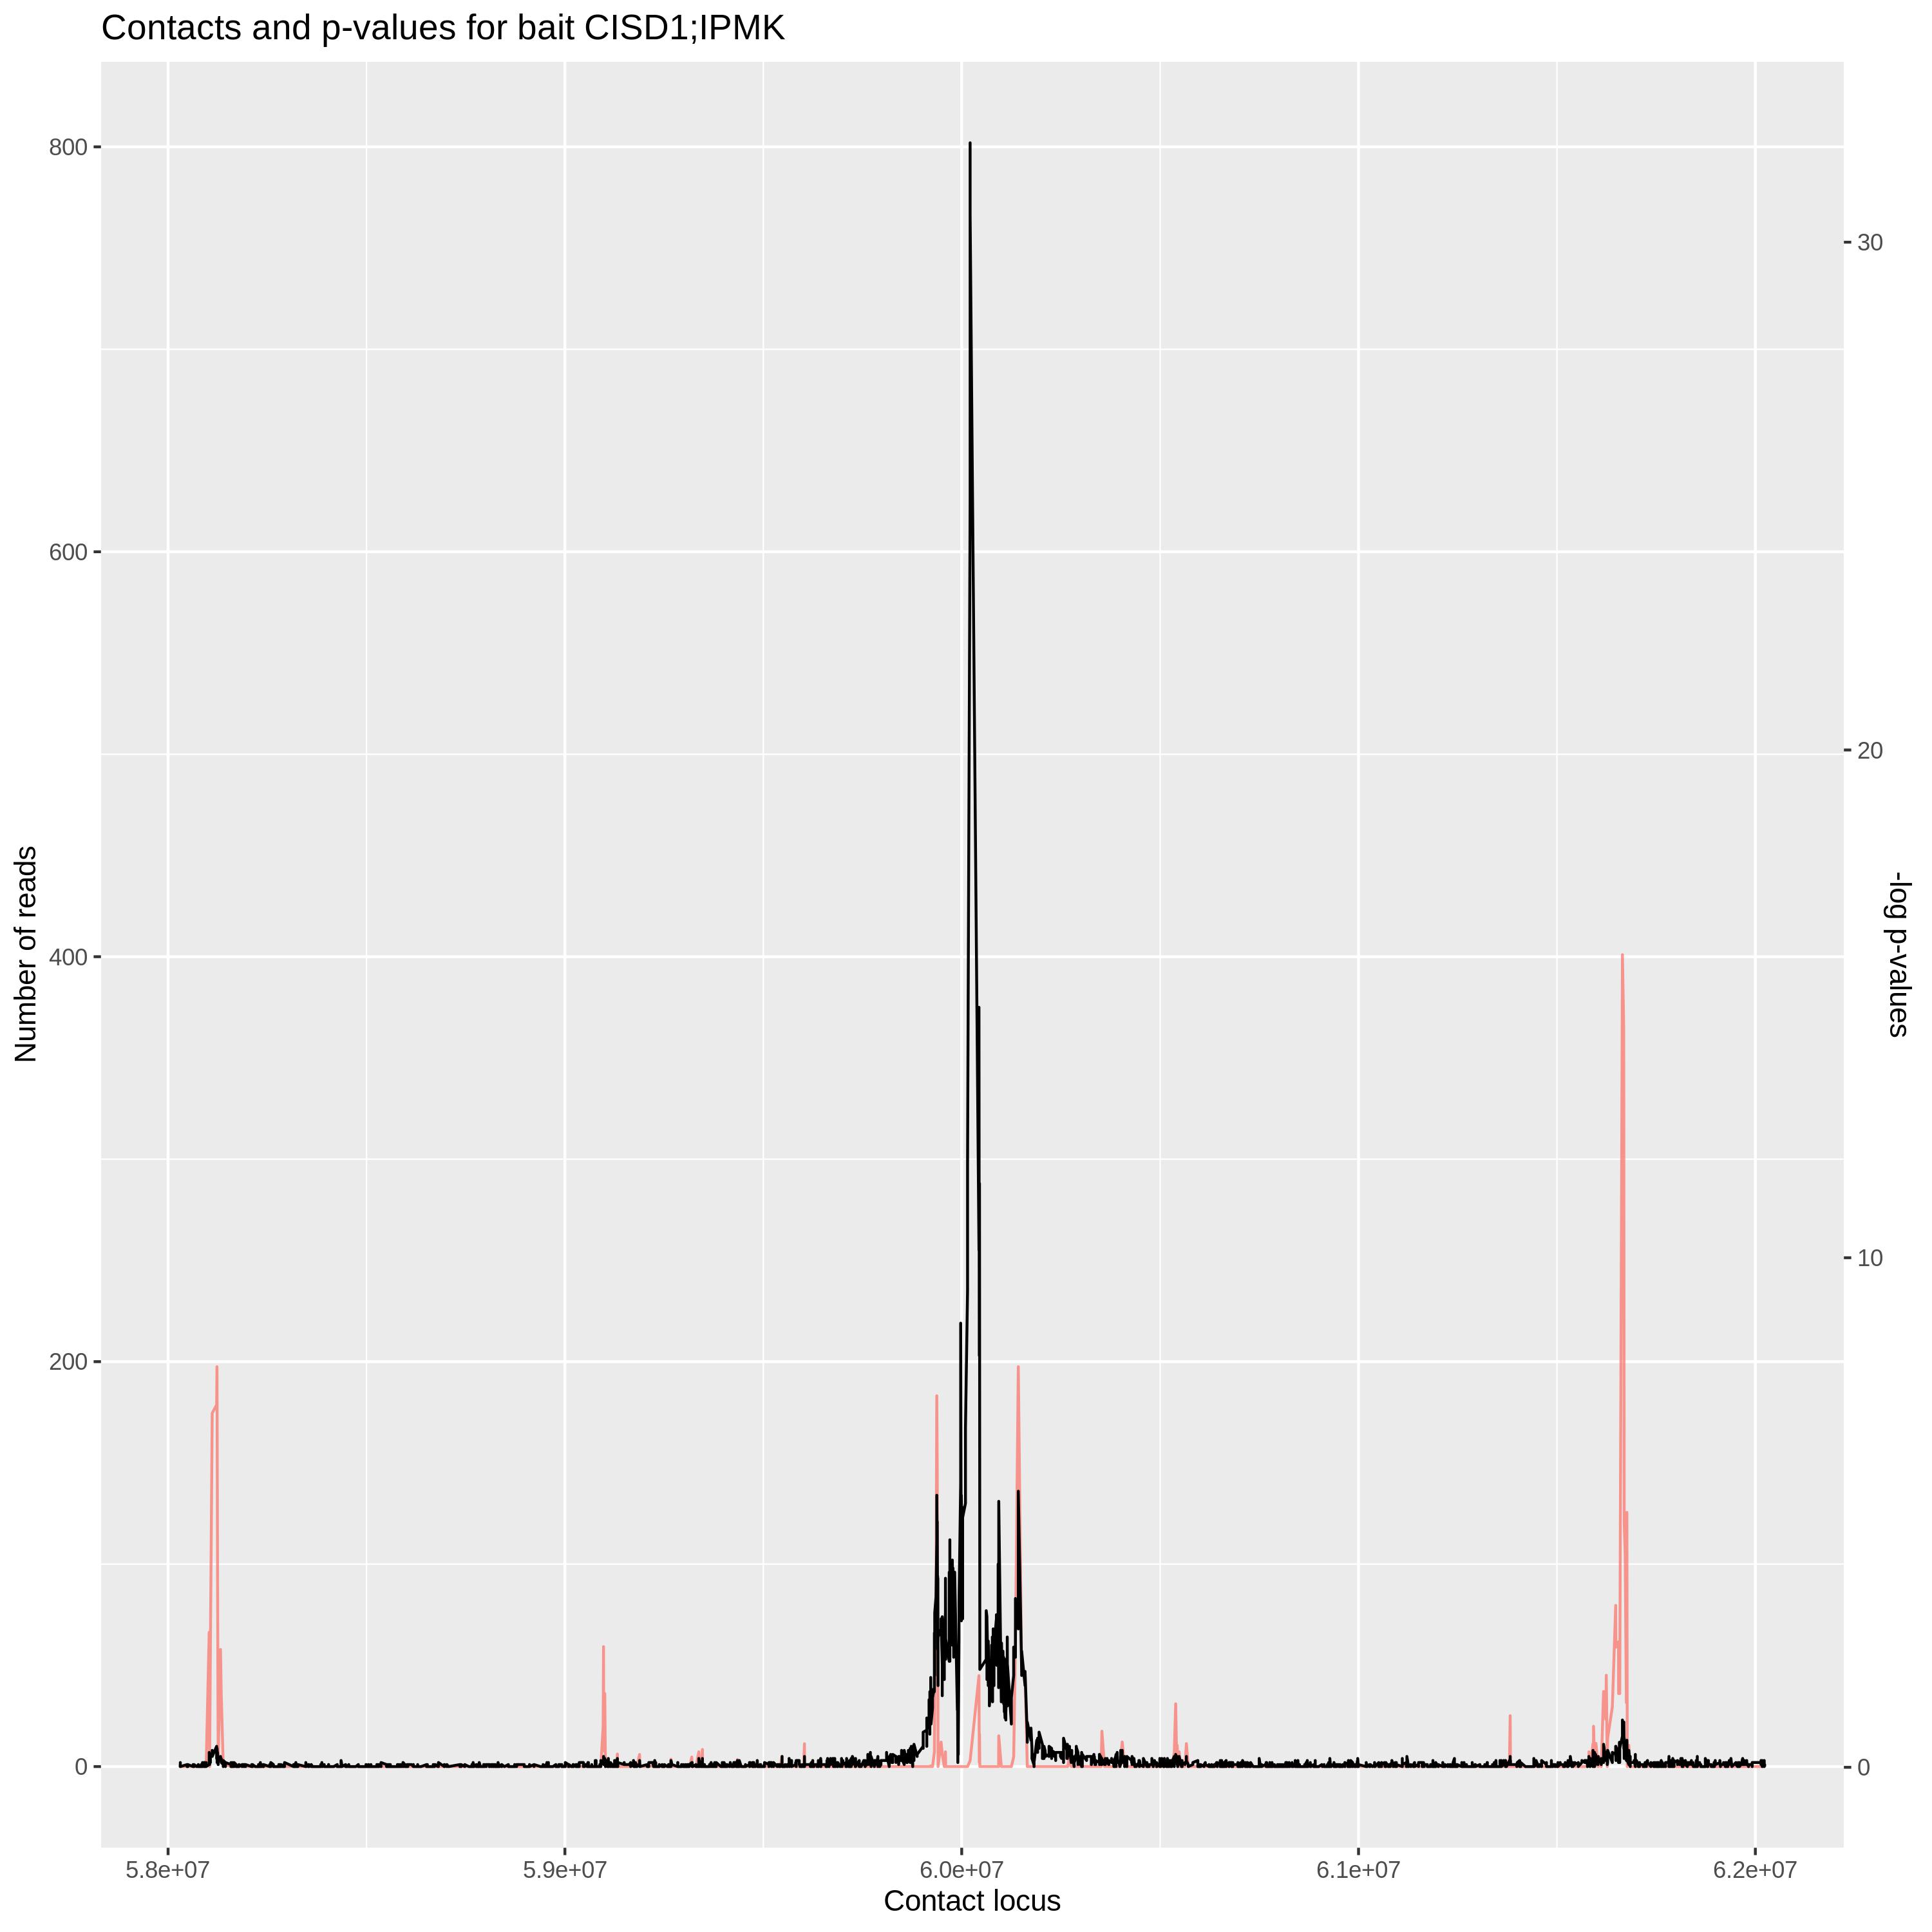 Contacts and p-values for bait CISD1;IPMK
800
600
400
200
0
Number of reads
30
20
10
0
-log p-values
5.8e+07
5.9e+07
6.0e+07
6.1e+07
6.2e+07
Contact locus